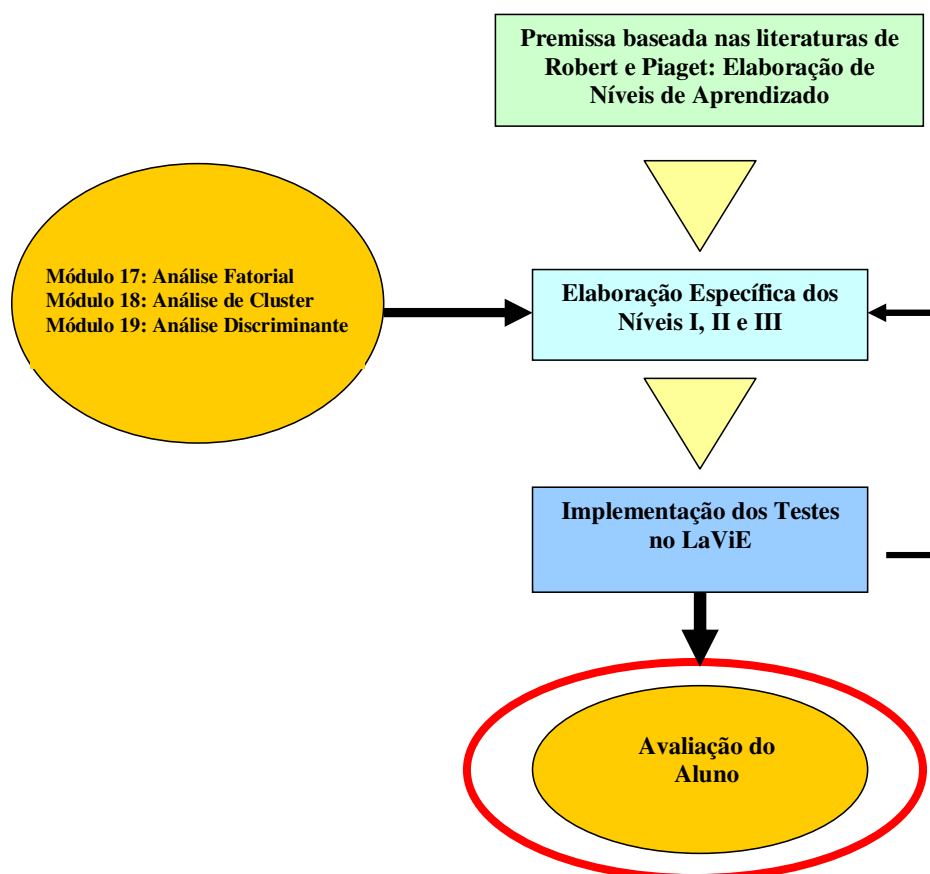 Premissa baseada nas literaturas de
Robert e Piaget: Elaboração de
Níveis de Aprendizado
Módulo 17: Análise Fatorial
Módulo 18: Análise de Cluster
Módulo 19: Análise Discriminante
Elaboração Específica dos
Níveis I, II e III
Implementação dos Testes
no LaViE
Avaliação do
Aluno